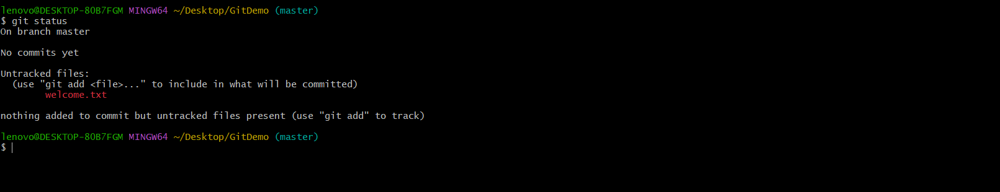 lenovo@DESKTOP-8OB7FGM MINGW64 ~/Desktop/GitDemo (master)
$ git status
On branch master
No commits yet
Untracked files:
(use "git add <file>..." to include in what will be committed)
welcome.txt
nothing added to commit but untracked files present (use "git add" to track)
lenovo@DESKTOP-8OB7FGM MINGW64 ~/Desktop/GitDemo (master)
$